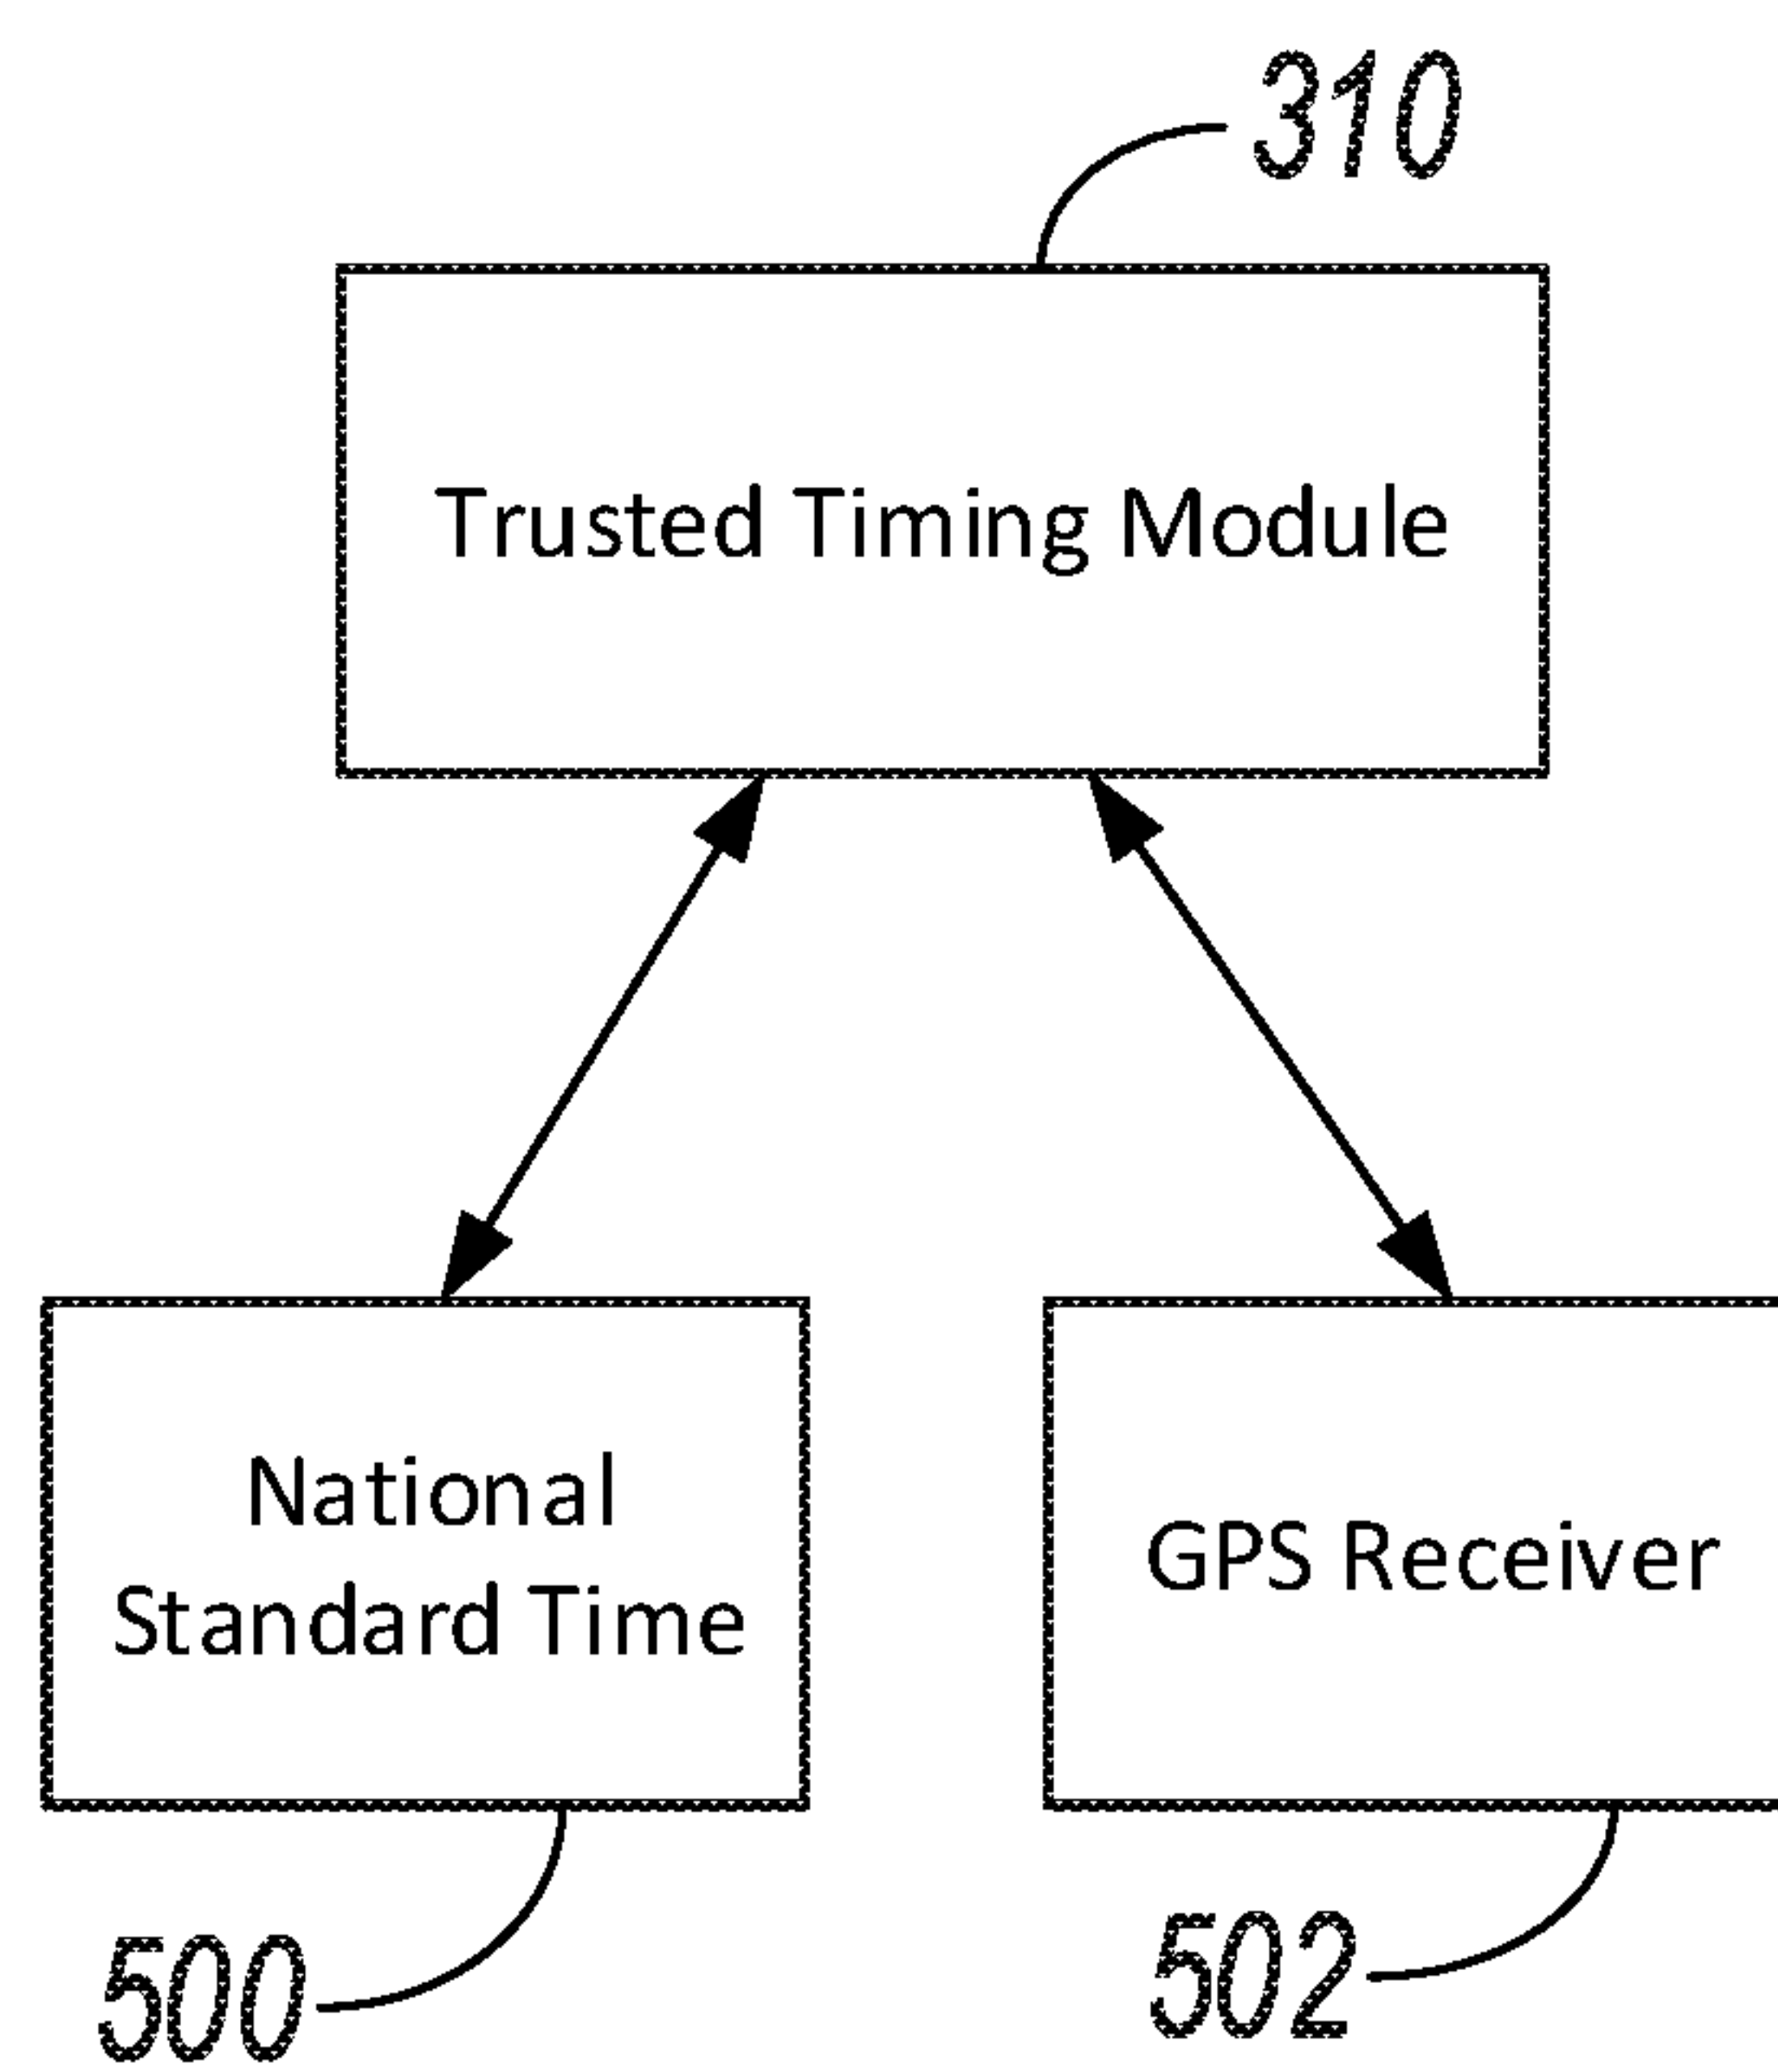 310
Trusted Timing Module
National
Standard Time
GPS Receiver
500
502